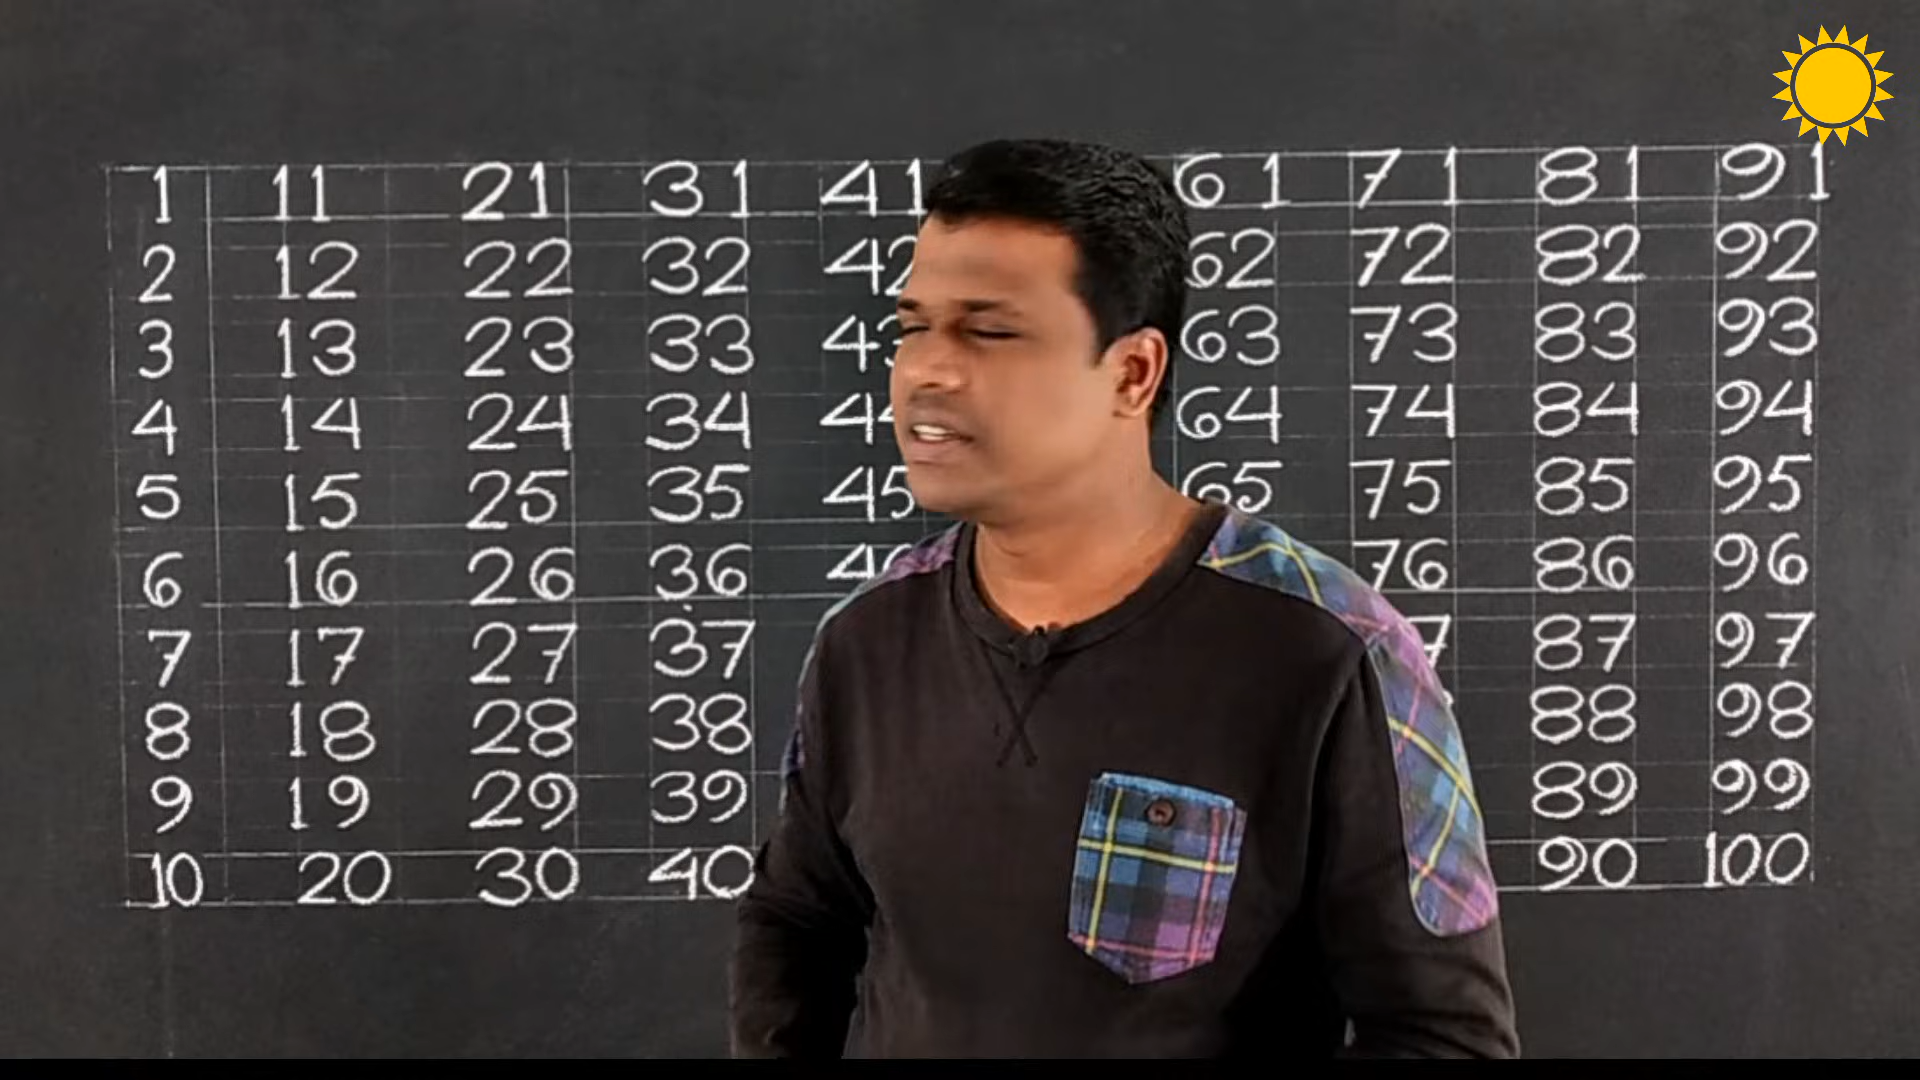 1 11 21 31 41 61 71 81 91
2 12 22 32 42 62 72 82 92
3 13 23 33 43 63 73 83 93
4 14 24 34 44 64 74 84 94
5 15 25 35 45 65 75 85 95
6 16 26 36 76 86 96
7 17 27 37 87 97
8 18 28 38 88 98
9 19 29 39 89 99
10 20 30 40 90 100